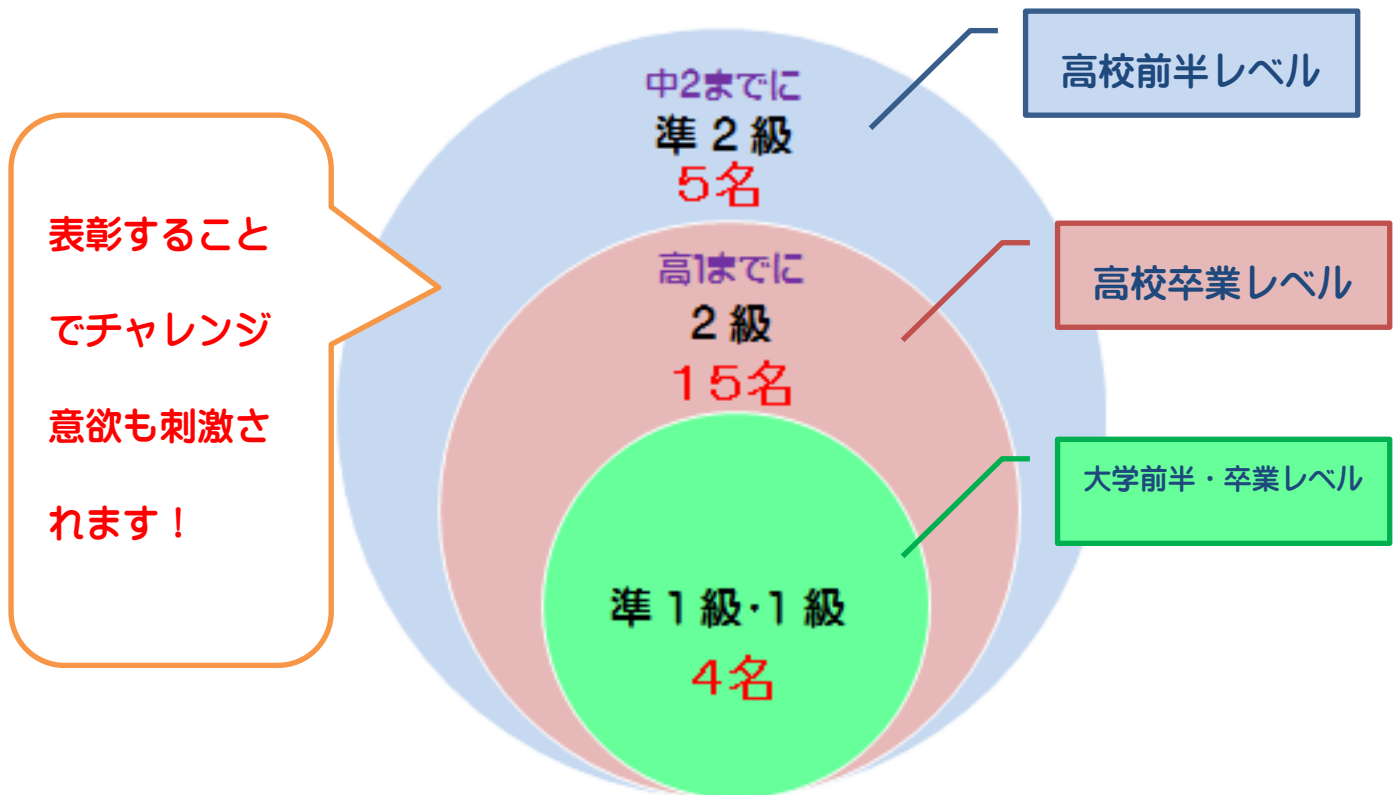 表彰すること
でチャレンジ
意欲も刺激さ
れます！
中2までに
準２級
５名
高1までに
２級
１５名
準１級・１級
４名
高校前半レベル
高校卒業レベル
大学前半・卒業レベル